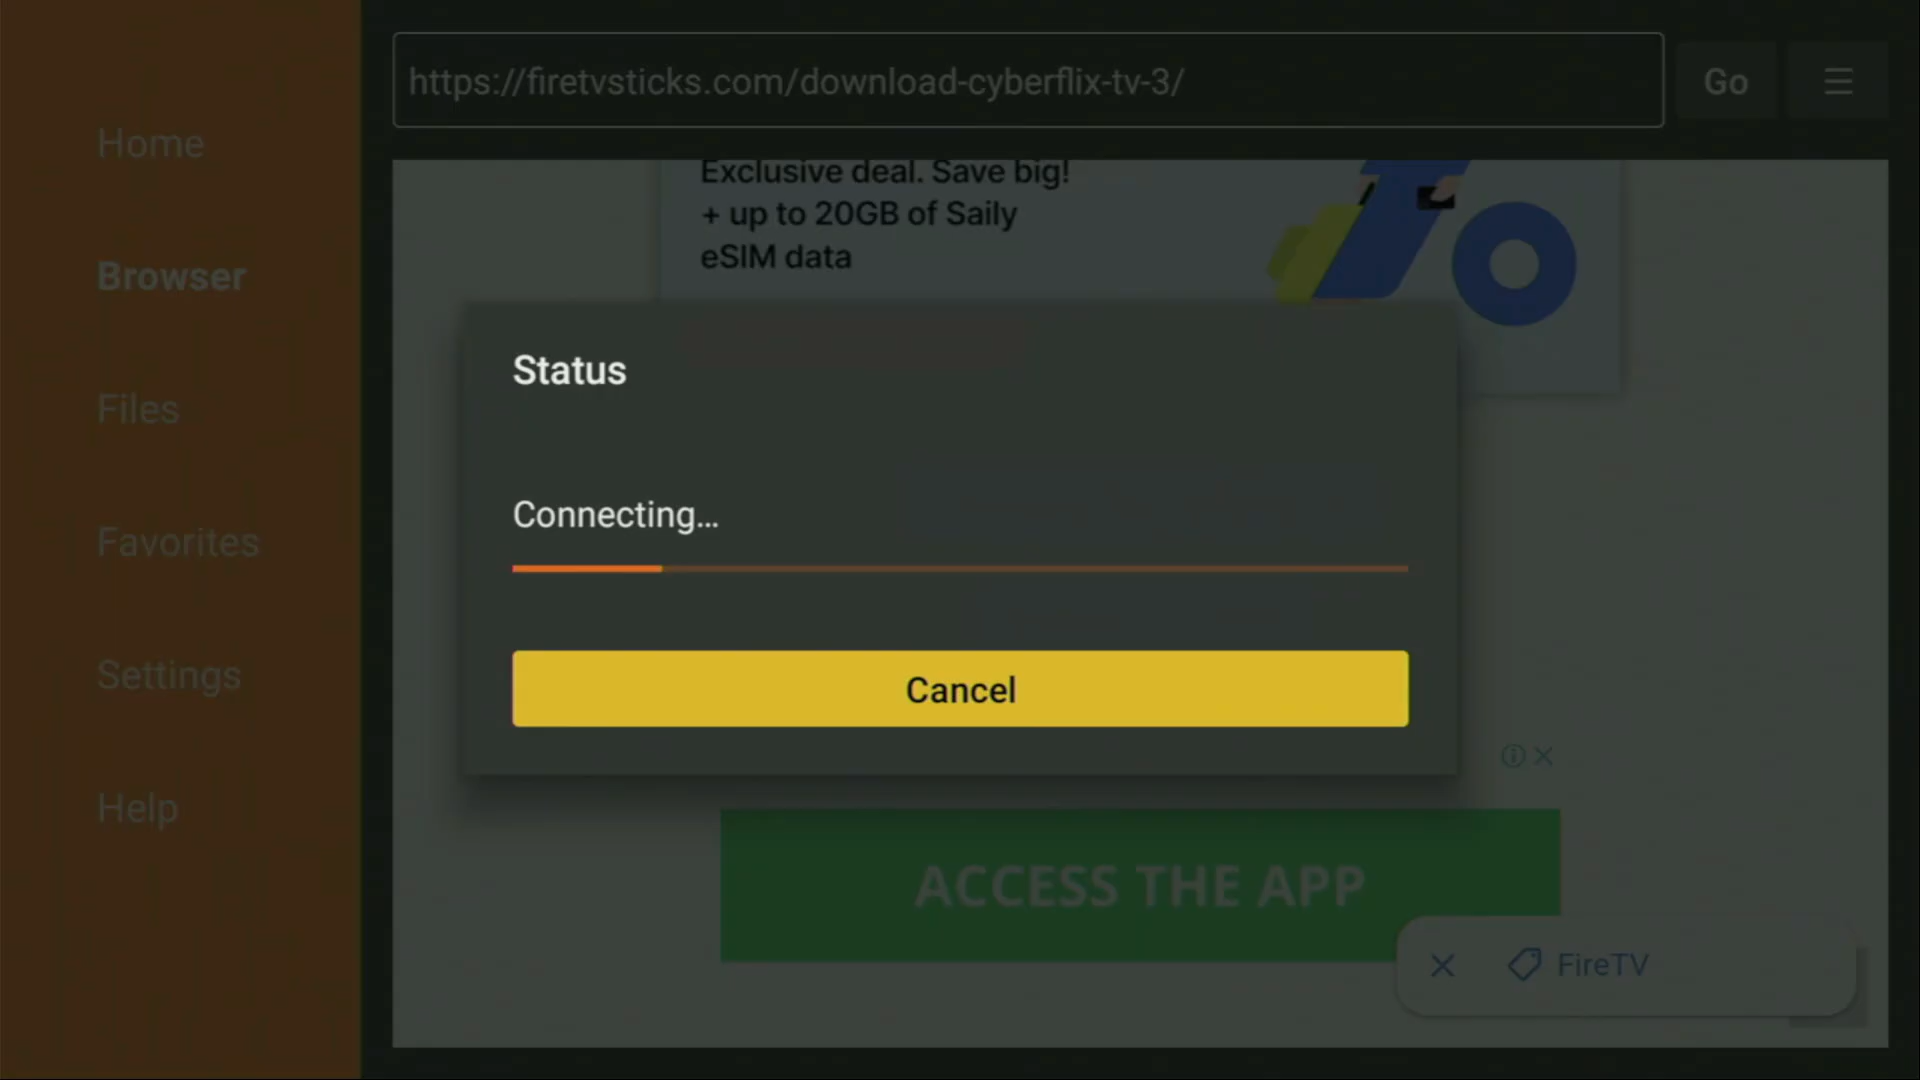 Home
Browser
Files
Favorites
Settings
Help
https://firetvsticks.com/download-cyberflix-tv-3/
Go
Exclusive deal. Save big!
+ up to 20GB of Saily
eSIM data
Status
Connecting...
Cancel
ACCESS THE APP
FireTV